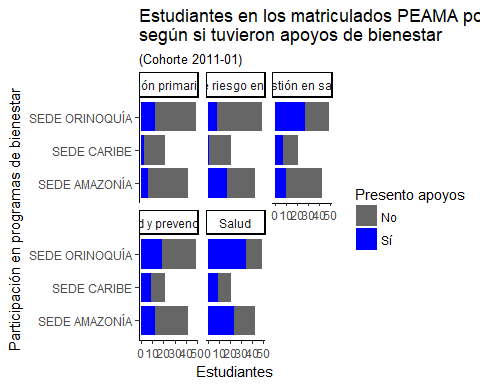 Estudiantes en los matriculados PEAMA po
según si tuvieron apoyos de bienestar
(Cohorte 2011-01)
ón primari
riesgo en
stión en sa
SEDE ORINOQUÍA
SEDE CARIBE
SEDE AMAZONÍA
0 10 20 30 40 50
d y prevenc
Salud
SEDE ORINOQUÍA
SEDE CARIBE
SEDE AMAZONÍA
0 10 20 30 40 50
0 10 20 30 40 50
Estudiantes
Participación en programas de bienestar
Presento apoyos
No
Sí